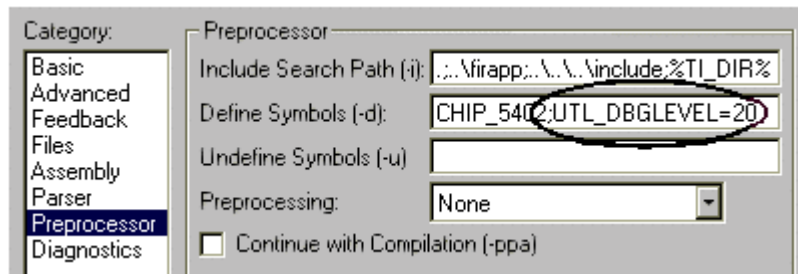 Category:
Basic
Advanced
Feedback
Files
Assembly
Parser
Preprocessor
Diagnostics
Preprocessor
Include Search Path (-i): .;..\firapp;..\..\..\include;%TI_DIR%
Define Symbols (-d): CHIP_5402;UTL_DBGLEVEL=20
Undefine Symbols (-u)
Preprocessing: None
Continue with Compilation (-ppa)